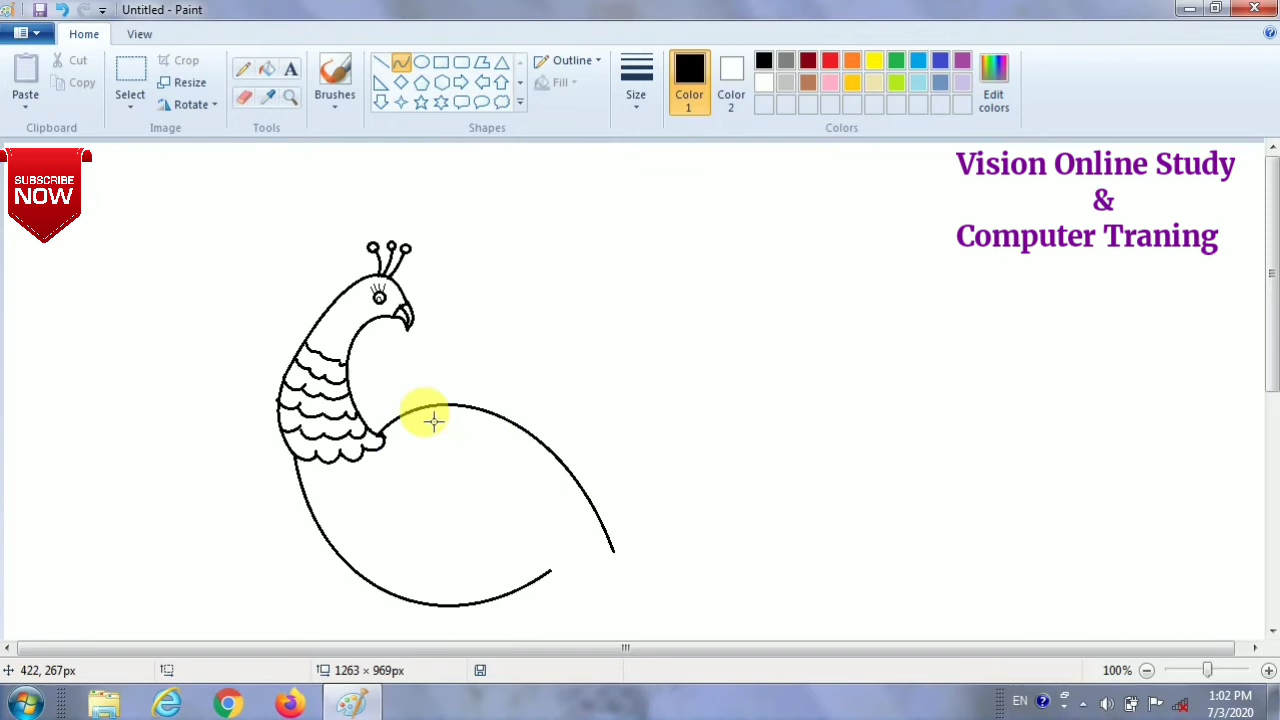 Untitled - Paint
Home
View
Paste
Cut
Copy
Clipboard
Select
Crop
Resize
Rotate
Image
A
Tools
Brushes
Outline
Fill
Shapes
Size
Color
1
Color
2
Edit
colors
Colors
SUBSCRIBE
NOW
Vision Online Study
&
Computer Traning
422, 267px
1263 × 969px
100%
EN
1:02 PM
7/3/2020